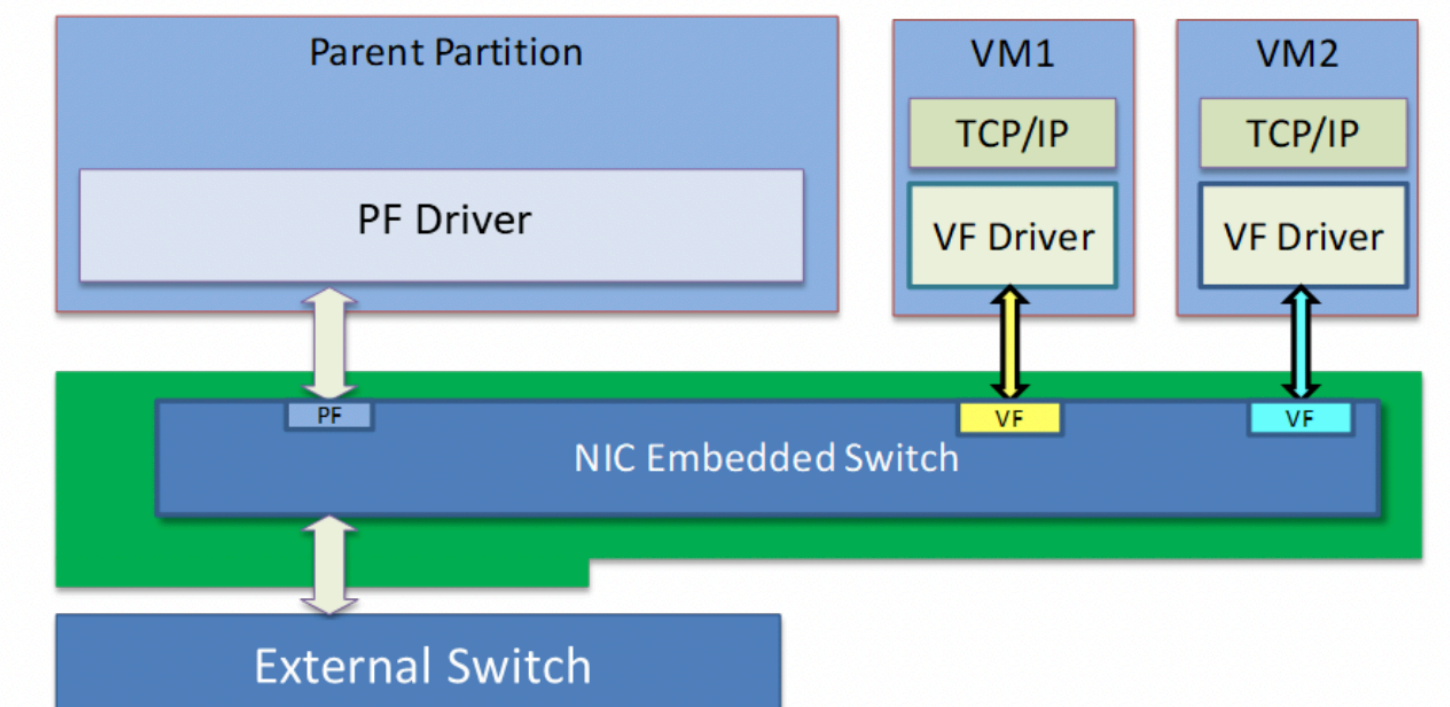 Parent Partition
PF Driver
VM1
TCP/IP
VF Driver
VM2
TCP/IP
VF Driver
PF
VF
VF
NIC Embedded Switch
External Switch